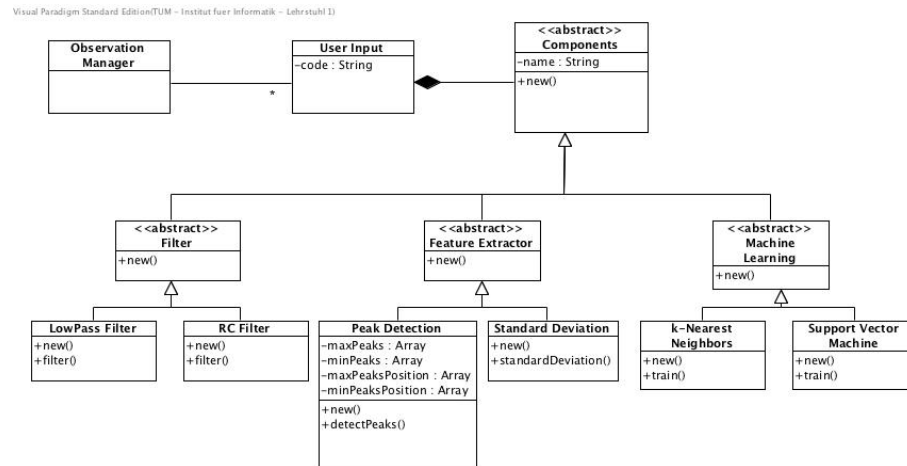 Visual Paradigm Standard Edition(TUM - Institut fuer Informatik - Lehrstuhl 1)
Observation
Manager
User Input
-code : String
*
<<abstract>>
Components
-name : String
+new()
<<abstract>>
Filter
+new()
<<abstract>>
Feature Extractor
+new()
<<abstract>>
Machine
Learning
+new()
LowPass Filter
+new()
+filter()
RC Filter
+new()
+filter()
Peak Detection
-maxPeaks : Array
-minPeaks : Array
-maxPeaksPosition : Array
-minPeaksPosition : Array
+new()
+detectPeaks()
Standard Deviation
+new()
+standardDeviation()
k-Nearest
Neighbors
+new()
+train()
Support Vector
Machine
+new()
+train()